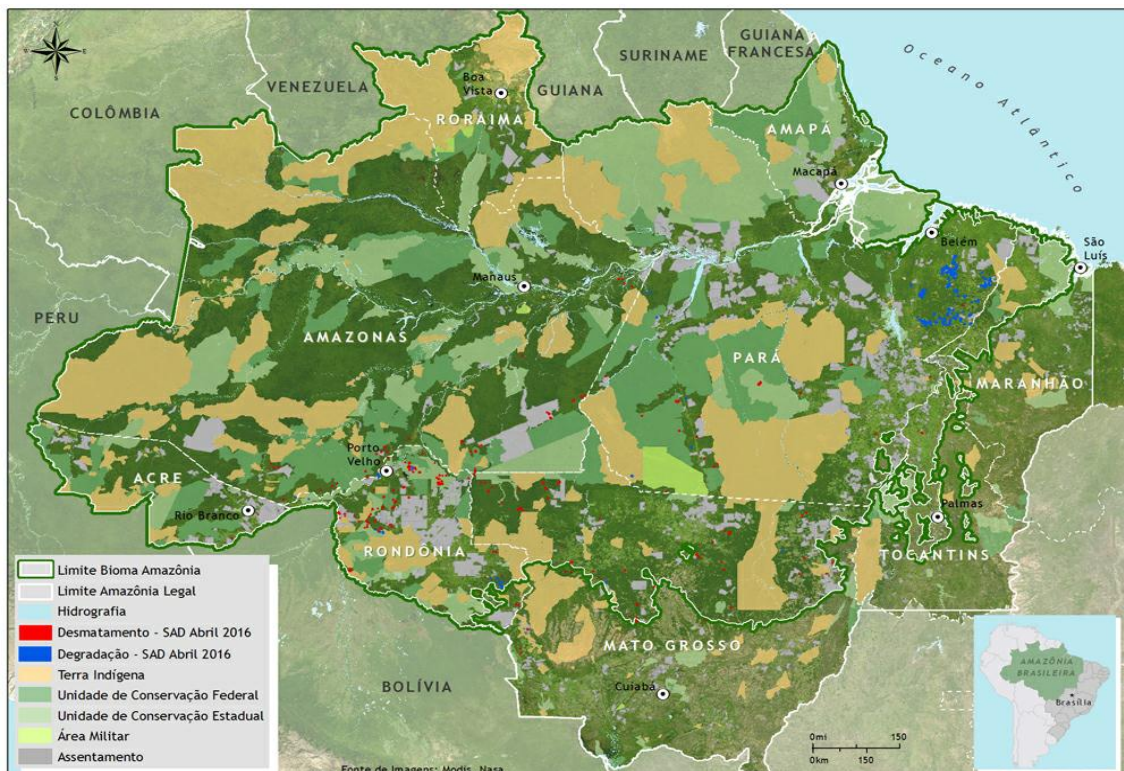 GUIANA
FRANCESA
SURINAME
Oceano Atlântico
VENEZUELA
Boa
Vista
GUIANA
COLÔMBIA
RORAIMA
AMAPÁ
Macapá
Belém
São
Luís
Manaus
PERU
AMAZONAS
PARÁ
MARANHÃO
Porto
Velho
ACRE
Rio Branco
Palmas
RONDÔNIA
TOCANTINS
MATO GROSSO
BOLÍVIA
Cuiabá
Limite Bioma Amazônia
Limite Amazônia Legal
Hidrografia
Desmatamento - SAD Abril 2016
Degradação - SAD Abril 2016
Terra Indígena
Unidade de Conservação Federal
Unidade de Conservação Estadual
Área Militar
Assentamento
0mi 150
0km 150
Fonte de Imagens: Modis, Nasa
AMAZÔNIA
BRASILEIRA
Brasília